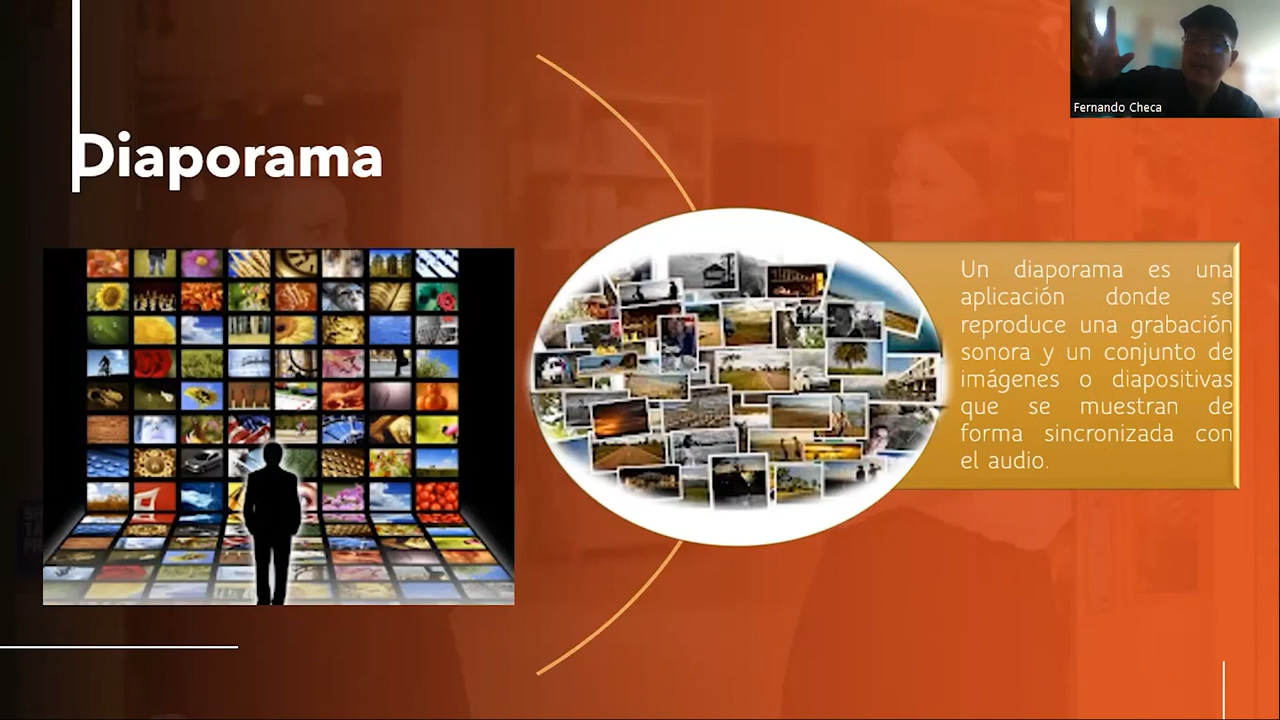 Fernando Checa
Diaporama
Un diaporama es una
aplicación donde se
reproduce una grabación
sonora y un conjunto de
imágenes o diapositivas
que se muestran de
forma sincronizada con
el audio.